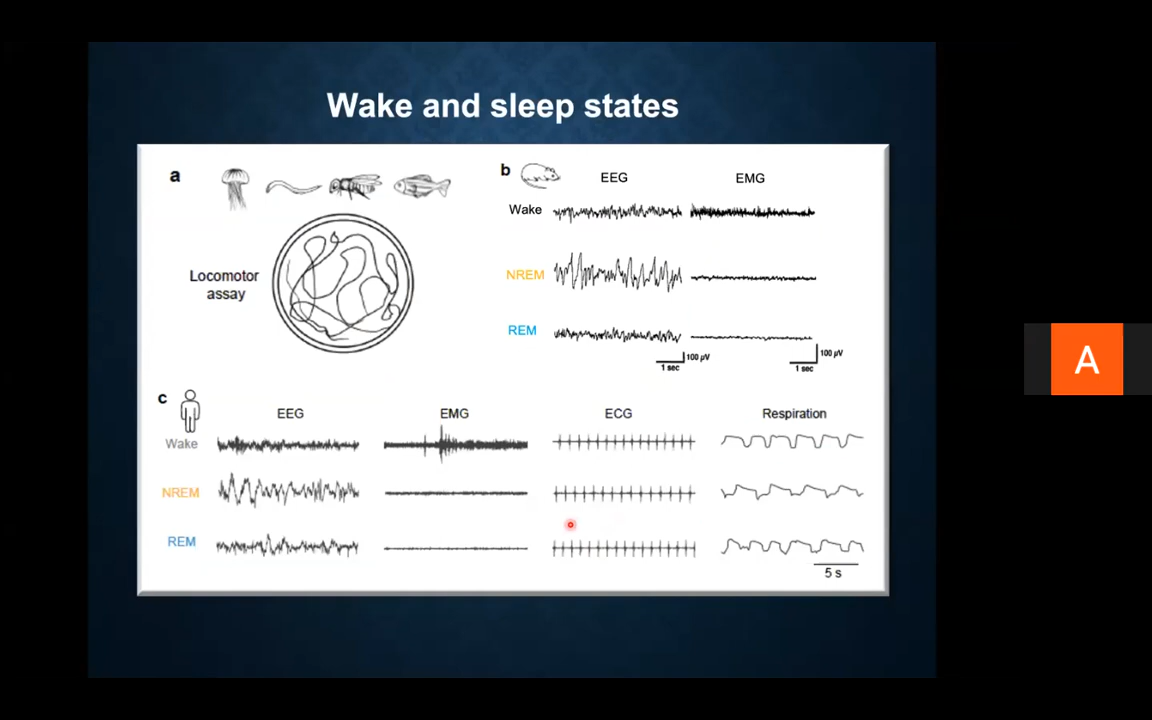 Wake and sleep states
a
Locomotor
assay
b
EEG EMG
Wake
NREM
REM
100 μV 100 μV
1 sec 1 sec
c
EEG EMG ECG Respiration
Wake
NREM
REM
5 s
A